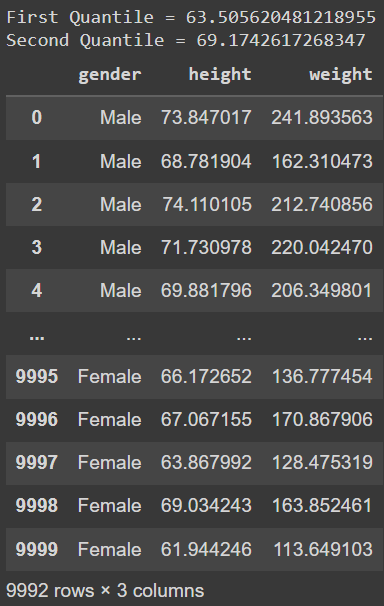 First Quantile = 63.505620481218955
Second Quantile = 69.1742617268347
gender height weight
0 Male 73.847017 241.893563
1 Male 68.781904 162.310473
2 Male 74.110105 212.740856
3 Male 71.730978 220.042470
4 Male 69.881796 206.349801
... ... ... ...
9995 Female 66.172652 136.777454
9996 Female 67.067155 170.867906
9997 Female 63.867992 128.475319
9998 Female 69.034243 163.852461
9999 Female 61.944246 113.649103
9992 rows × 3 columns